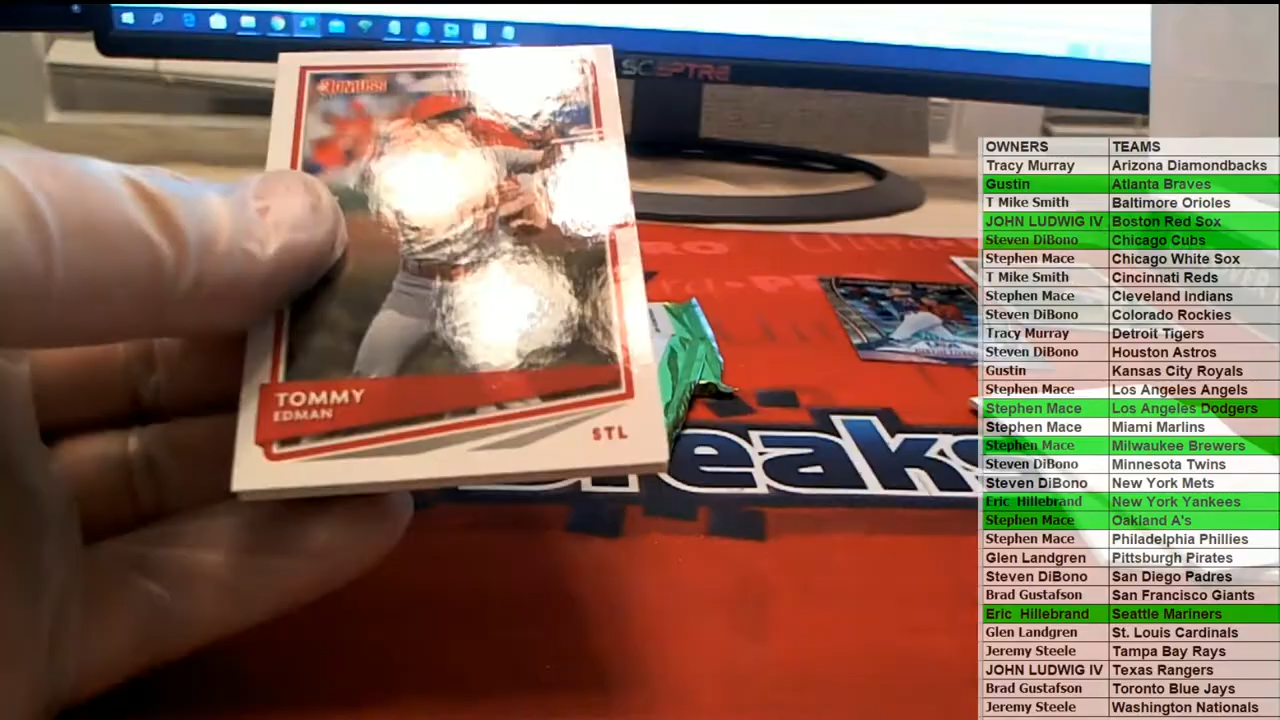 SCEPTRE
DONRUSS
TOMMY
EDMAN
STL
reaks
OWNERS TEAMS
Tracy Murray Arizona Diamondbacks
Gustin Atlanta Braves
T Mike Smith Baltimore Orioles
JOHN LUDWIG IV Boston Red Sox
Steven DiBono Chicago Cubs
Stephen Mace Chicago White Sox
T Mike Smith Cincinnati Reds
Stephen Mace Cleveland Indians
Steven DiBono Colorado Rockies
Tracy Murray Detroit Tigers
Steven DiBono Houston Astros
Gustin Kansas City Royals
Stephen Mace Los Angeles Angels
Stephen Mace Los Angeles Dodgers
Stephen Mace Miami Marlins
Stephen Mace Milwaukee Brewers
Steven DiBono Minnesota Twins
Steven DiBono New York Mets
Eric Hillebrand New York Yankees
Stephen Mace Oakland A's
Stephen Mace Philadelphia Phillies
Glen Landgren Pittsburgh Pirates
Steven DiBono San Diego Padres
Brad Gustafson San Francisco Giants
Eric Hillebrand Seattle Mariners
Glen Landgren St. Louis Cardinals
Jeremy Steele Tampa Bay Rays
JOHN LUDWIG IV Texas Rangers
Brad Gustafson Toronto Blue Jays
Jeremy Steele Washington Nationals